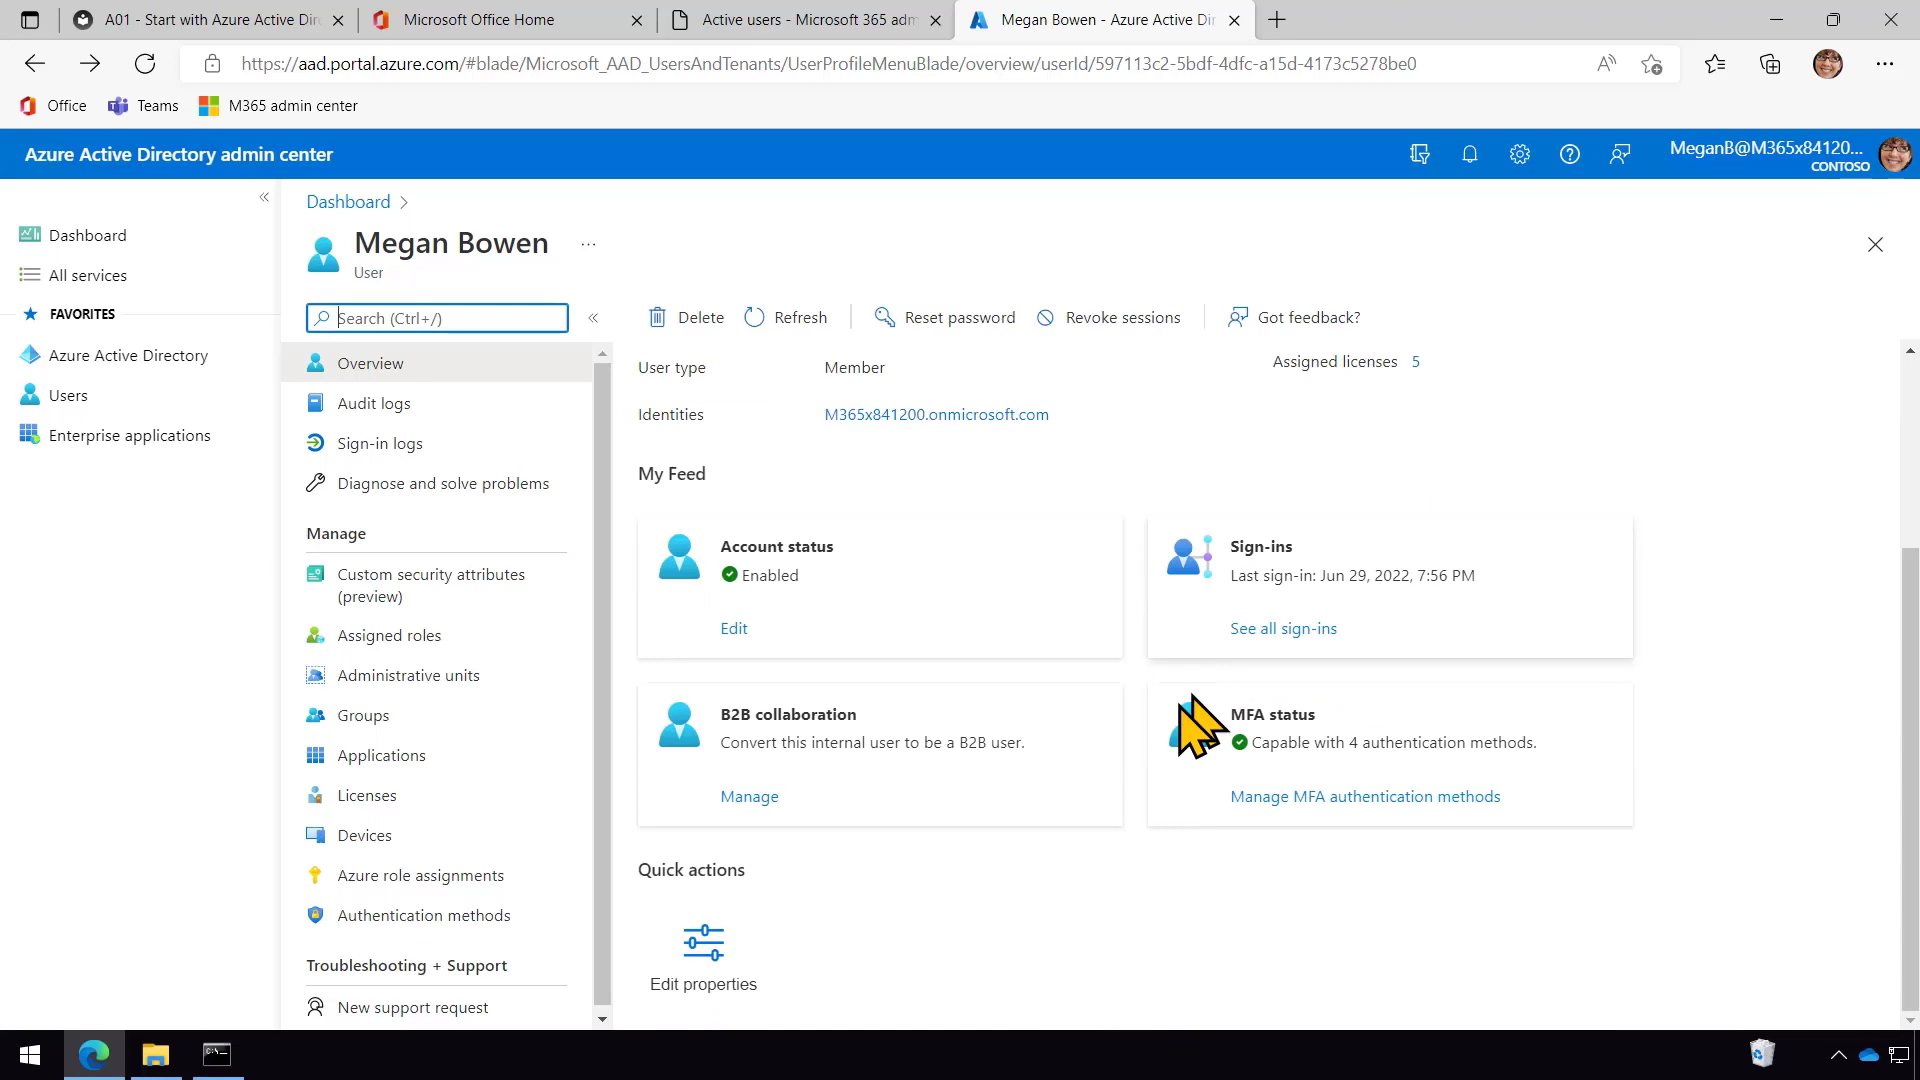 A01 - Start with Azure Active Dir
Microsoft Office Home
Active users - Microsoft 365 adm
Megan Bowen - Azure Active Dir
https://aad.portal.azure.com/#blade/Microsoft_AAD_UsersAndTenants/UserProfileMenuBlade/overview/userId/597113c2-5bdf-4dfc-a15d-4173c5278be0
Office
Teams
M365 admin center
Azure Active Directory admin center
MeganB@M365x84120...
CONTOSO
Dashboard
All services
FAVORITES
Azure Active Directory
Users
Enterprise applications
Dashboard
Megan Bowen
...
User
Search (Ctrl+/)
Overview
Audit logs
Sign-in logs
Diagnose and solve problems
Manage
Custom security attributes
(preview)
Assigned roles
Administrative units
Groups
Applications
Licenses
Devices
Azure role assignments
Authentication methods
Troubleshooting + Support
New support request
Delete
Refresh
Reset password
Revoke sessions
Got feedback?
User type
Member
Assigned licenses 5
Identities
M365x841200.onmicrosoft.com
My Feed
Account status
Enabled
Edit
Sign-ins
Last sign-in: Jun 29, 2022, 7:56 PM
See all sign-ins
B2B collaboration
Convert this internal user to be a B2B user.
Manage
MFA status
Capable with 4 authentication methods.
Manage MFA authentication methods
Quick actions
Edit properties